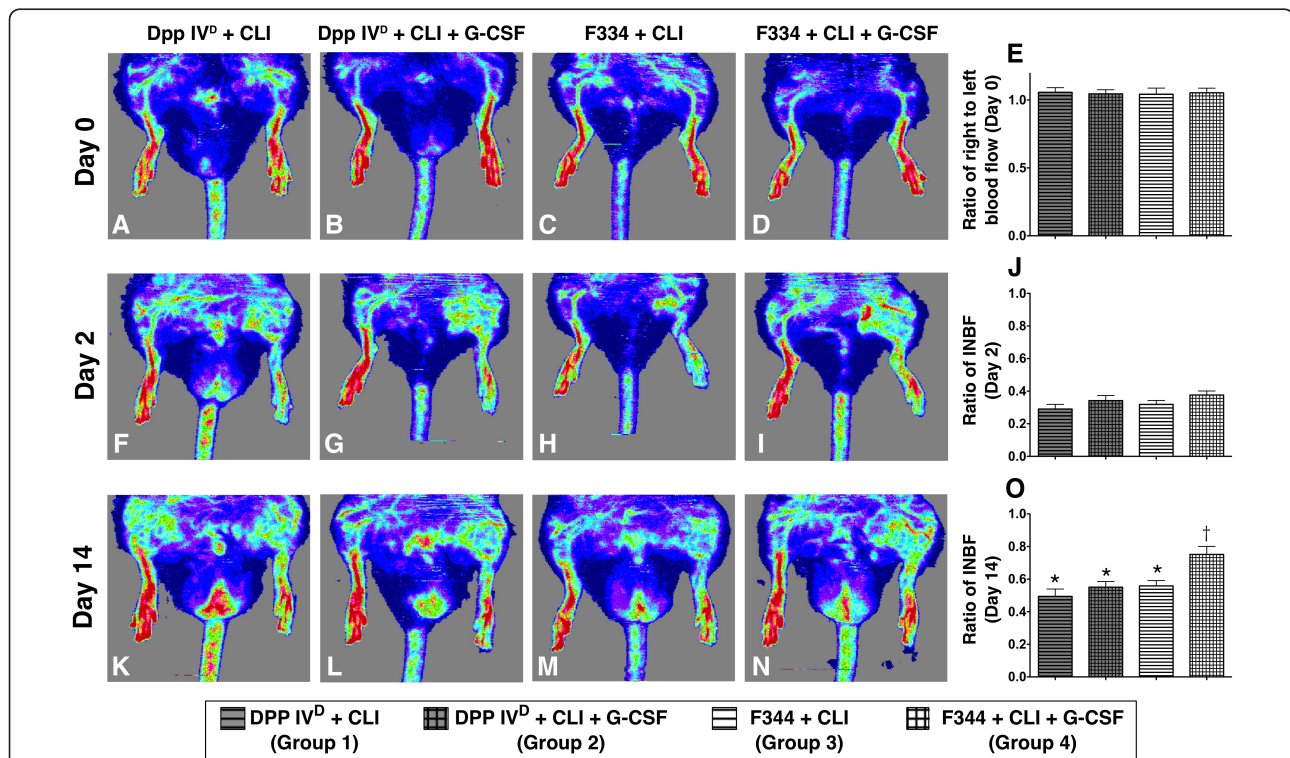 Dpp IVᴰ + CLI
Dpp IVᴰ + CLI + G-CSF
F334 + CLI
F334 + CLI + G-CSF
E
Day 0
A
B
C
D
Ratio of right to left
blood flow (Day 0)
1.0
0.5
0.0
J
Day 2
F
G
H
I
Ratio of INBF
(Day 2)
1.0
0.8
0.6
0.4
0.2
0.0
O
Day 14
K
L
M
N
Ratio of INBF
(Day 14)
1.0
0.8
0.6
0.4
0.2
0.0
*
*
*
†
DPP IVᴰ + CLI
(Group 1)
DPP IVᴰ + CLI + G-CSF
(Group 2)
F344 + CLI
(Group 3)
F344 + CLI + G-CSF
(Group 4)